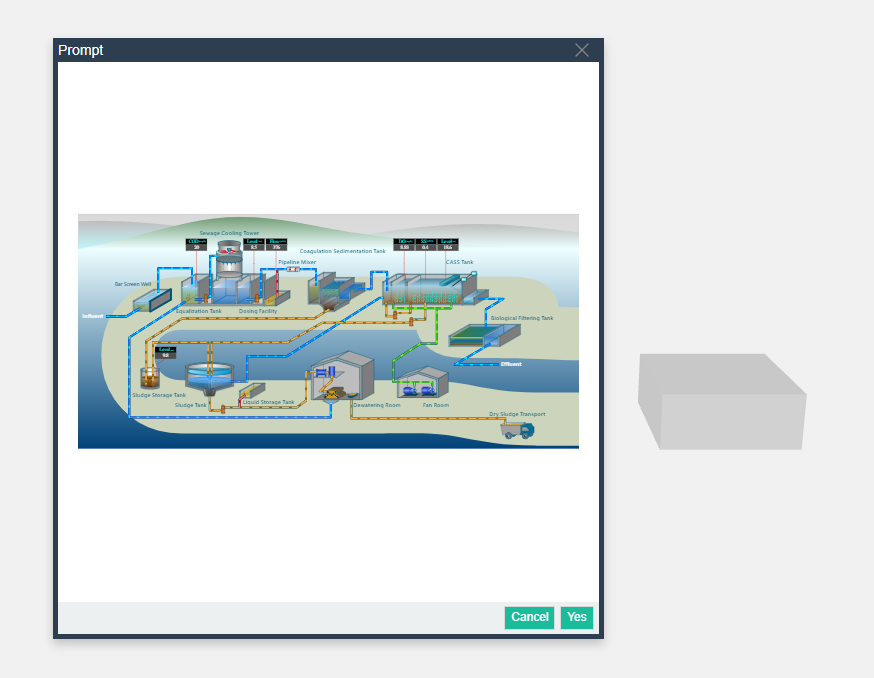 Prompt
Sewage Cooling Tower
Coagulation Sedimentation Tank
Pipeline Mixer
CASS Tank
Bar Screen Well
Equalization Tank
Dosing Facility
Influent
Biological Filtering Tank
Effluent
Sludge Storage Tank
Sludge Tank
Liquid Storage Tank
Dewatering Room
Fan Room
Dry Sludge Transport
Cancel
Yes